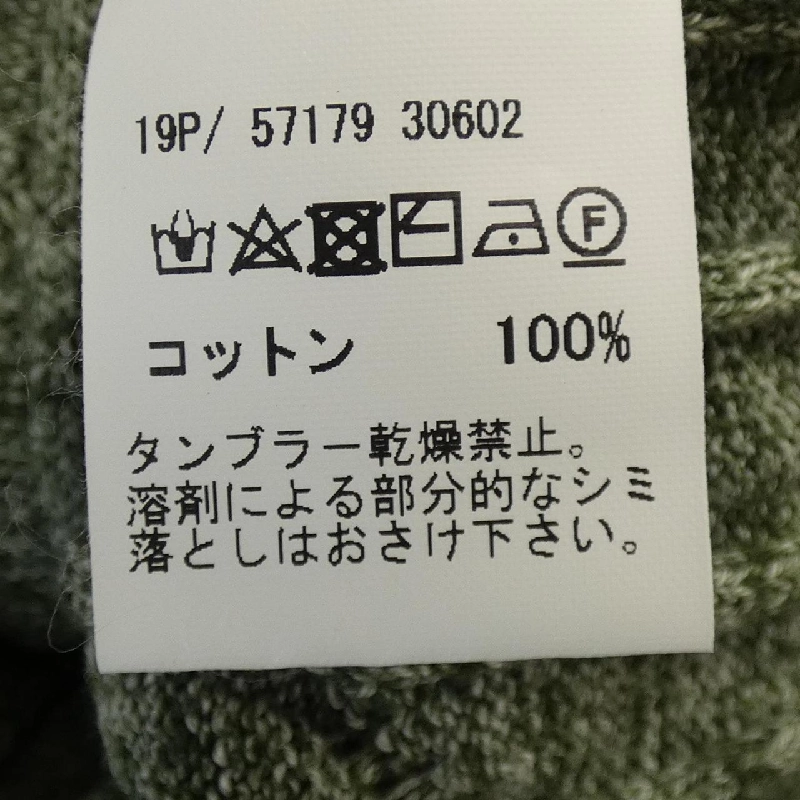 19P/ 57179 30602
F
コットン 100%
タンブラー乾燥禁止。
溶剤による部分的なシミ
落としはおさけ下さい。